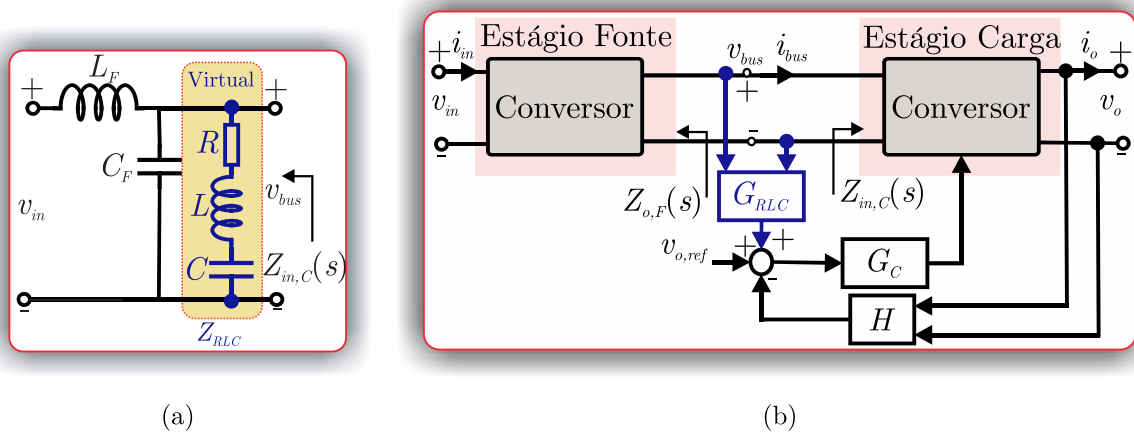 L_F
Virtual
+
+
R
C_F
L
v_bus
v_in
C
Z_in,C(s)
-
-
Z_RLC
(a)
Estágio Fonte
Estágio Carga
+
i_in
v_bus
i_bus
i_o
+
+
v_in
Conversor
Conversor
v_o
-
-
-
Z_o,F(s)
G_RLC
Z_in,C(s)
+
+
v_o,ref
-
G_C
H
(b)